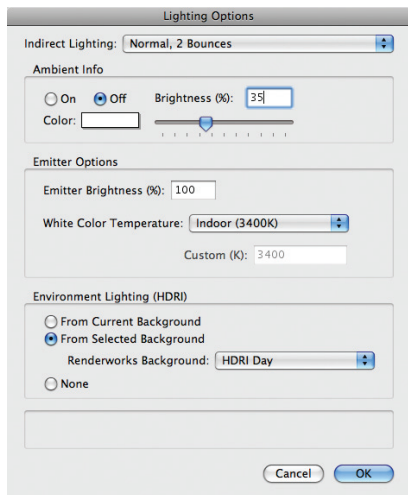 Lighting Options
Indirect Lighting: Normal, 2 Bounces
Ambient Info
On Off Brightness (%): 35
Color:
Emitter Options
Emitter Brightness (%): 100
White Color Temperature: Indoor (3400K)
Custom (K): 3400
Environment Lighting (HDRI)
From Current Background
From Selected Background
Renderworks Background: HDRI Day
None
Cancel OK